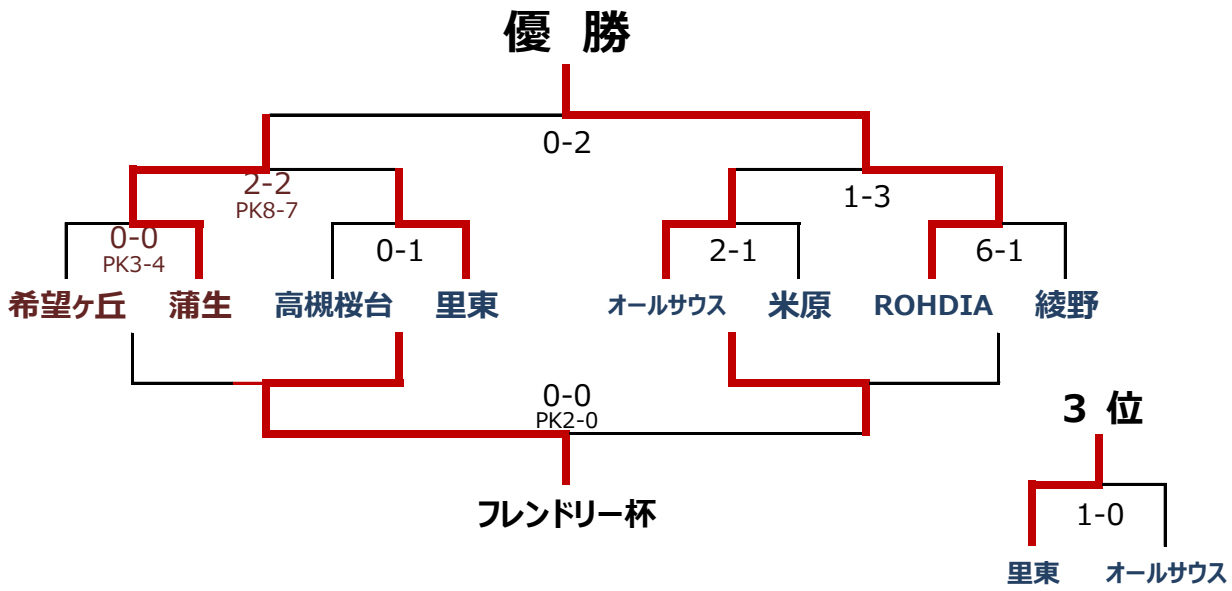 優 勝
0-2
2-2
PK8-7
1-3
0-0
PK3-4
0-1
2-1
6-1
希望ヶ丘 蒲生 高槻桜台 里東 オールサウス 米原 ROHDIA 綾野
0-0
PK2-0
フレンドリー杯
3 位
1-0
里東 オールサウス